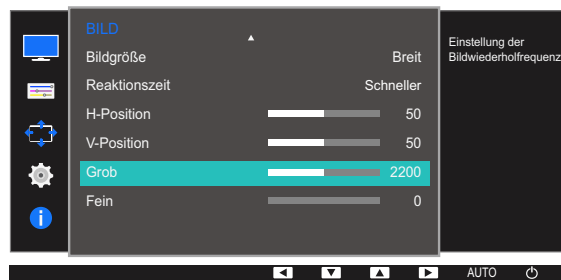 BILD
Bildgröße Breit
Reaktionszeit Schneller
H-Position 50
V-Position 50
Grob 2200
Fein 0
Einstellung der
Bildwiederholfrequenz
AUTO